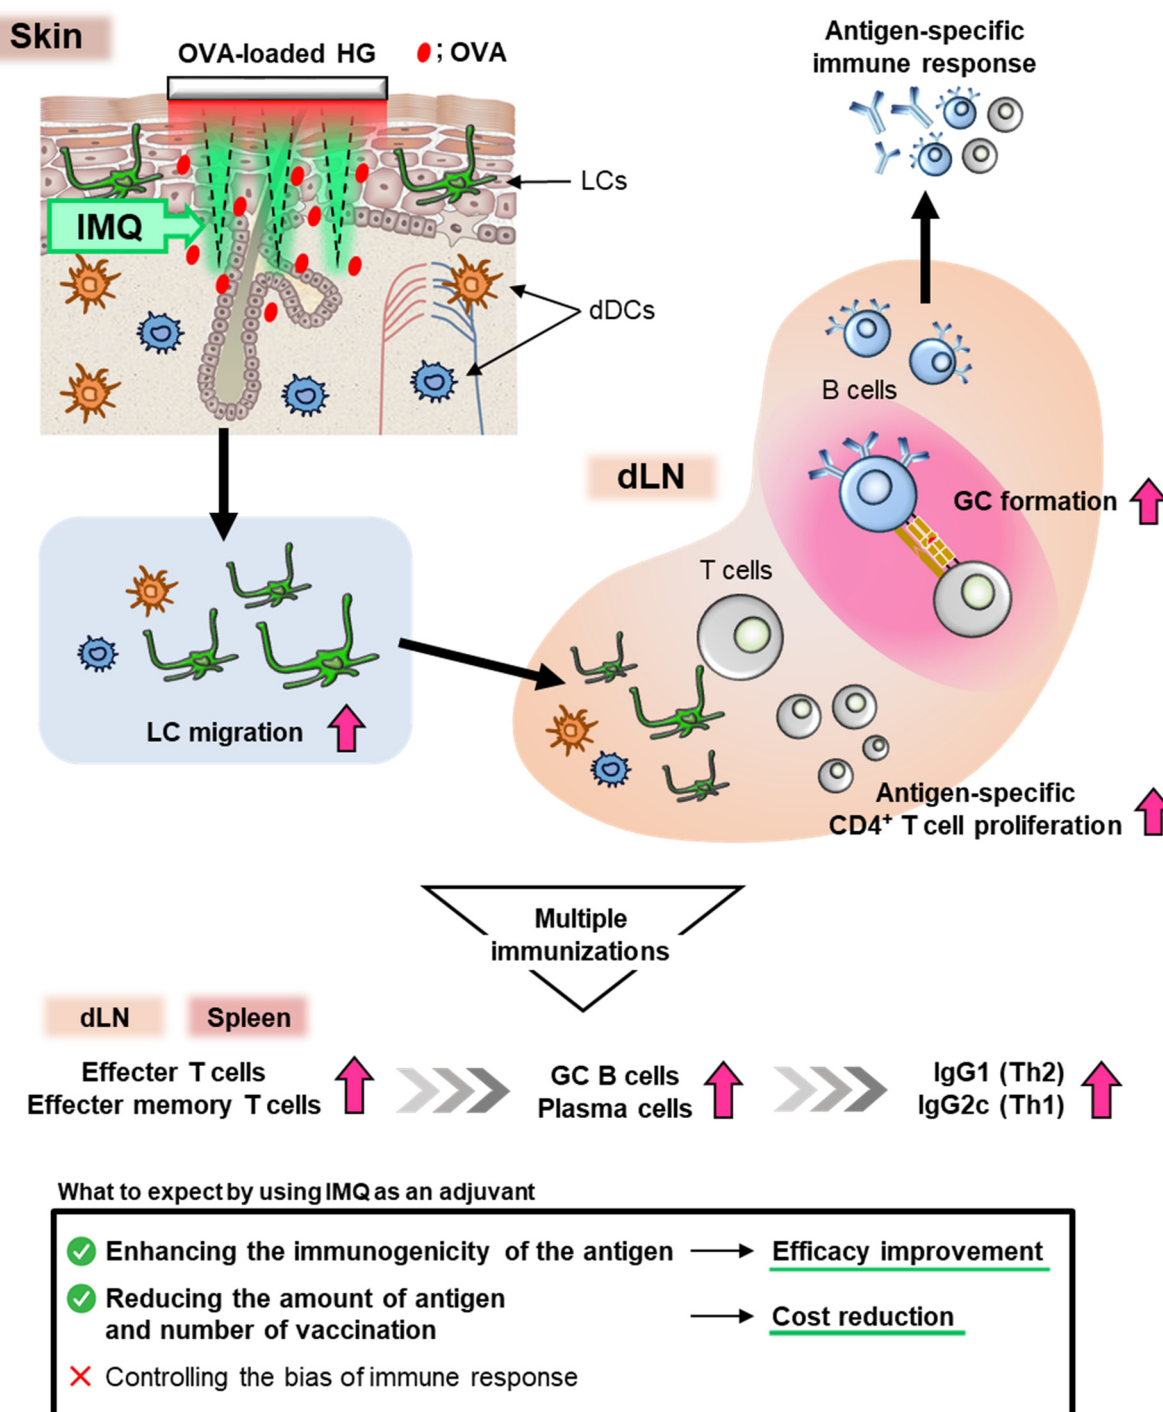 Skin
OVA-loaded HG
; OVA
LCs
IMQ
dDCs
LC migration
Antigen-specific
immune response
B cells
dLN
GC formation
T cells
Antigen-specific
CD4⁺ T cell proliferation
Multiple
immunizations
dLN
Spleen
Effecter T cells
Effecter memory T cells
GC B cells
Plasma cells
IgG1 (Th2)
IgG2c (Th1)
What to expect by using IMQ as an adjuvant
Enhancing the immunogenicity of the antigen
Efficacy improvement
Reducing the amount of antigen
and number of vaccination
Cost reduction
Controlling the bias of immune response